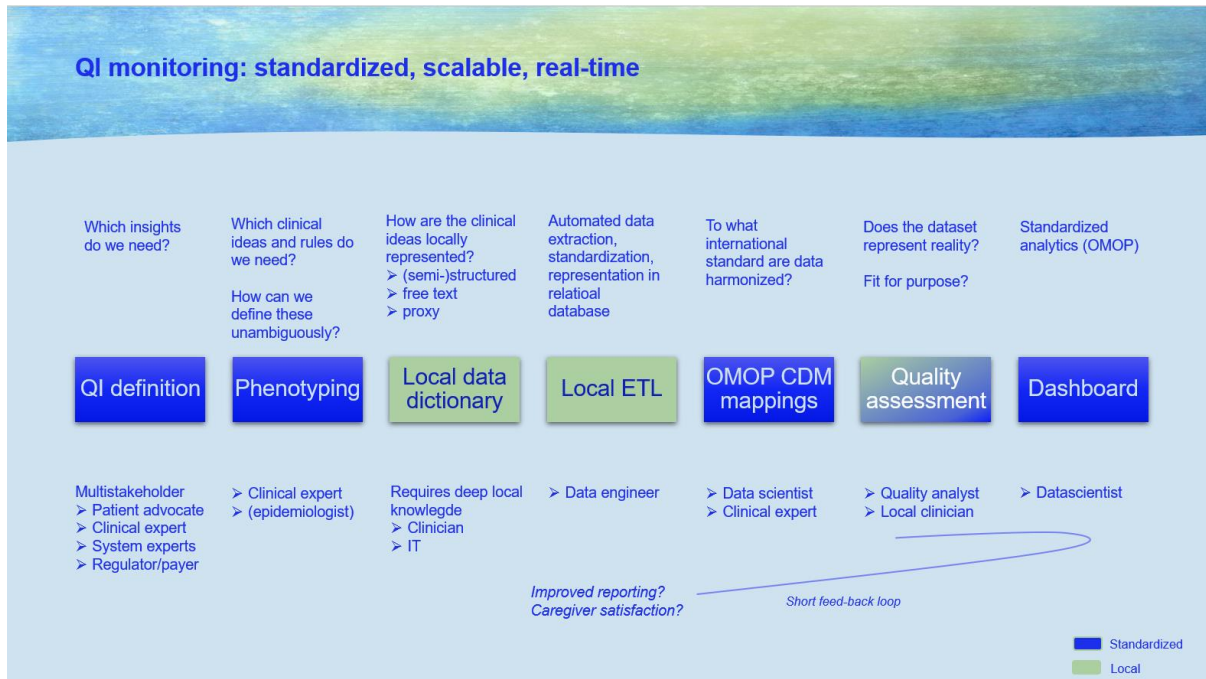 QI monitoring: standardized, scalable, real-time
Which insights
do we need?
Which clinical
ideas and rules do
we need?
How can we
define these
unambiguously?
How are the clinical
ideas locally
represented?
➢ (semi-)structured
➢ free text
➢ proxy
Automated data
extraction,
standardization,
representation in
relatioal
database
To what
international
standard are data
harmonized?
Does the dataset
represent reality?
Fit for purpose?
Standardized
analytics (OMOP)
QI definition
Phenotyping
Local data
dictionary
Local ETL
OMOP CDM
mappings
Quality
assessment
Dashboard
Multistakeholder
➢ Patient advocate
➢ Clinical expert
➢ System experts
➢ Regulator/payer
➢ Clinical expert
➢ (epidemiologist)
Requires deep local
knowlegde
➢ Clinician
➢ IT
➢ Data engineer
➢ Data scientist
➢ Clinical expert
➢ Quality analyst
➢ Local clinician
➢ Datascientist
Improved reporting?
Caregiver satisfaction?
Short feed-back loop
Standardized
Local